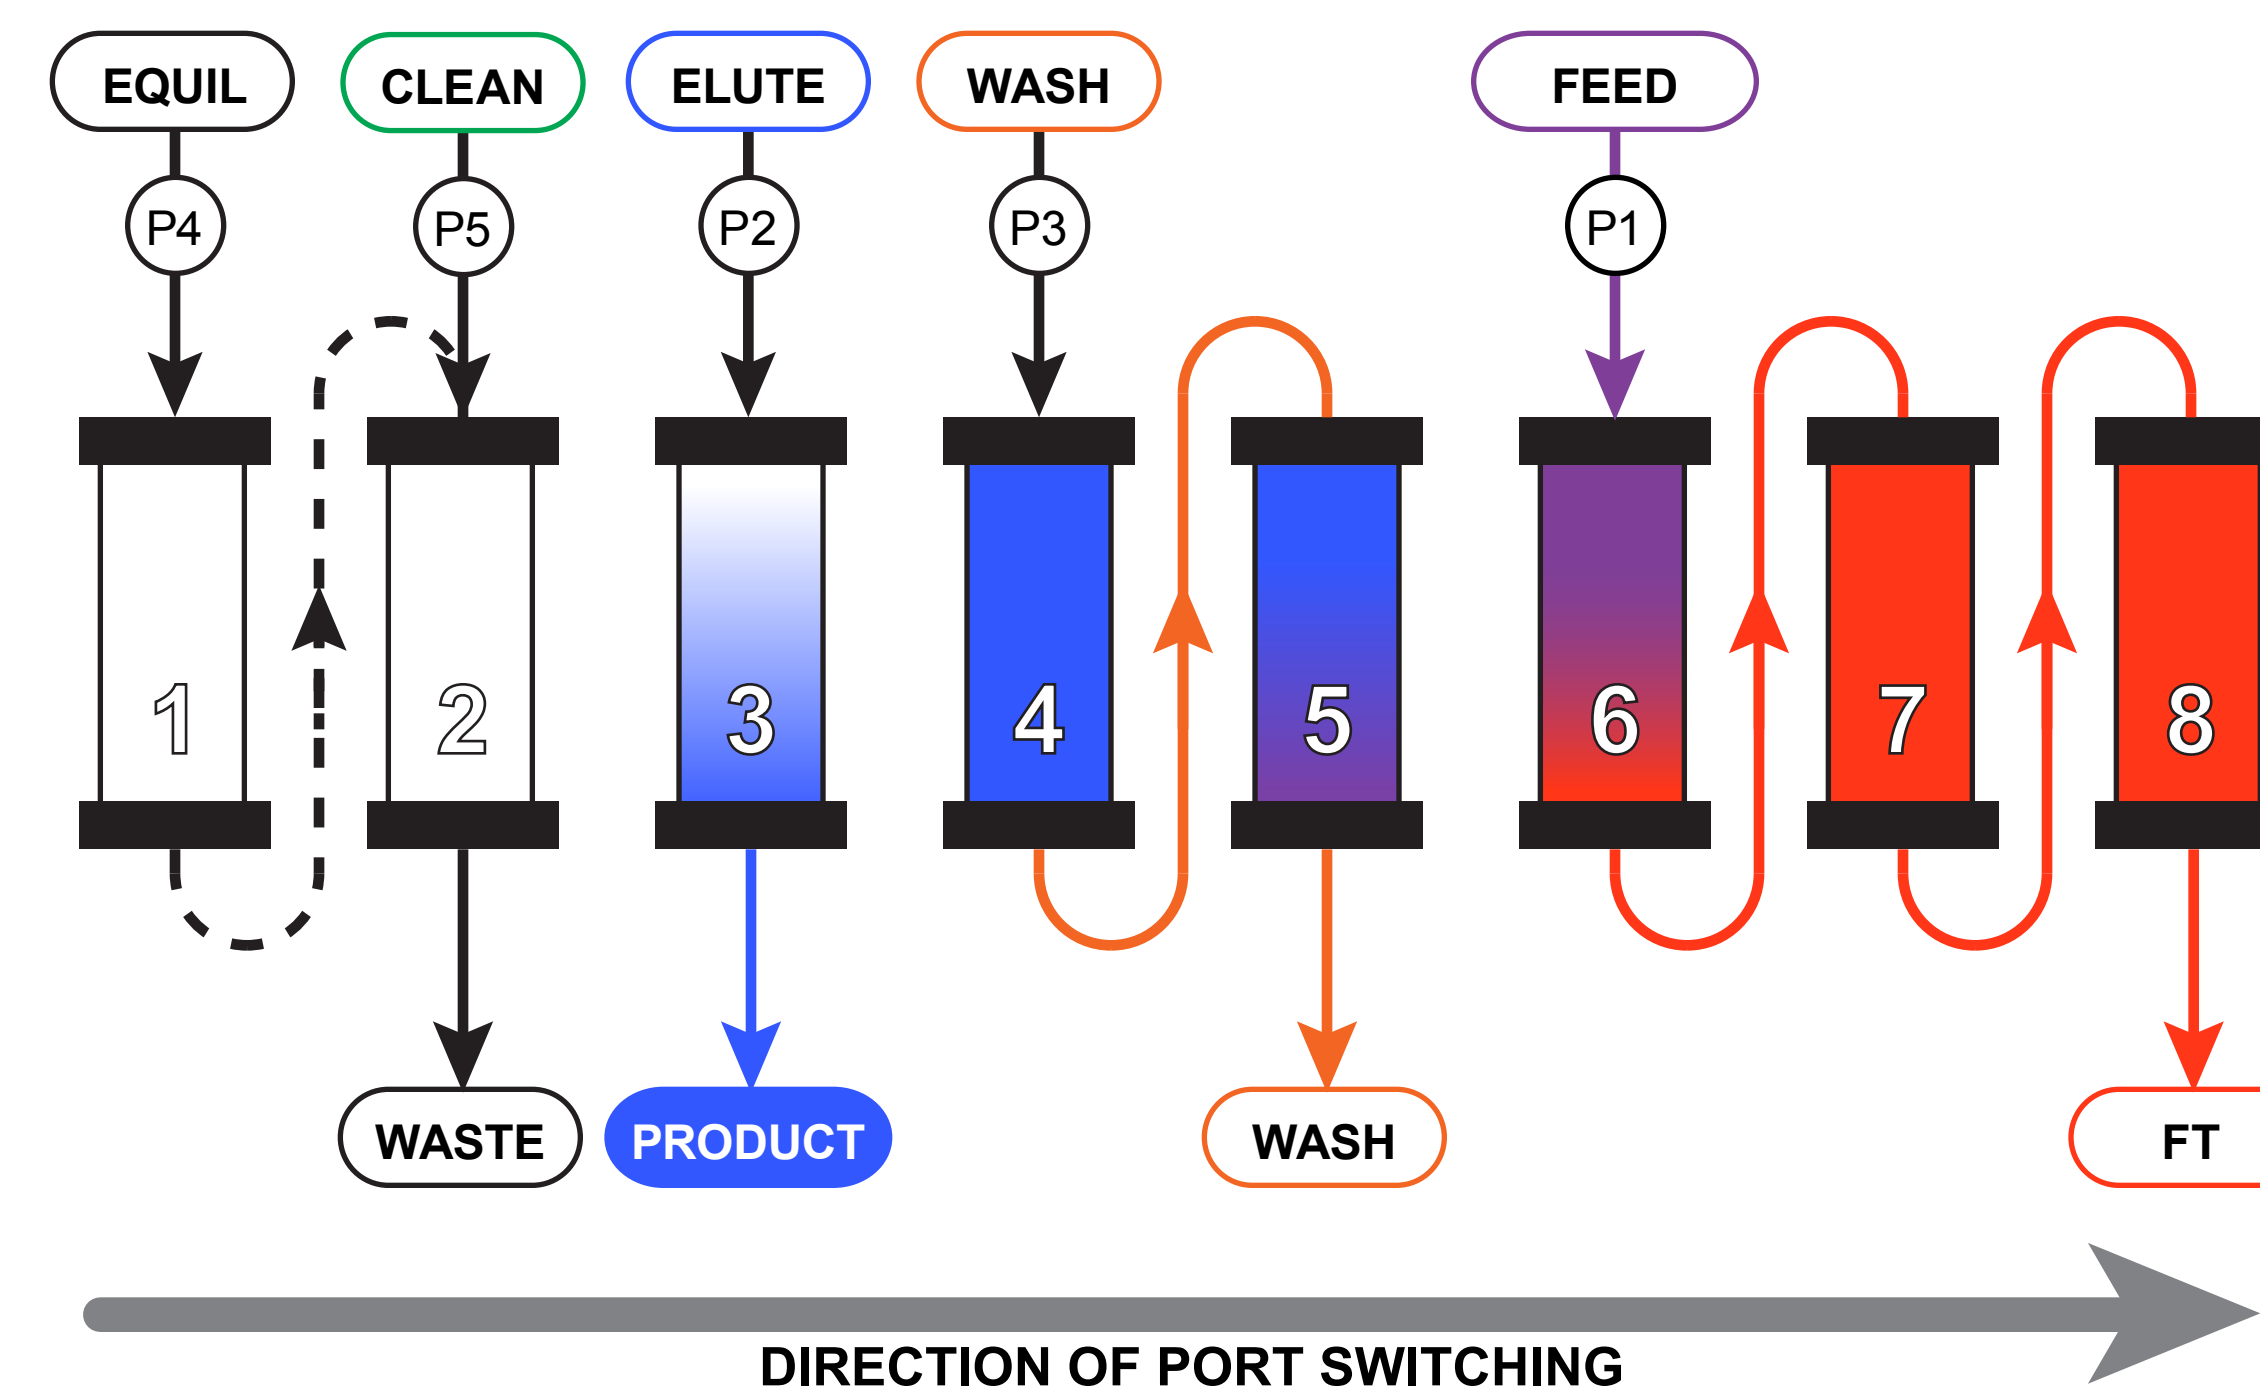 EQUIL CLEAN ELUTE WASH FEED
P4 P5 P2 P3 P1
1 2 3 4 5 6 7 8
WASTE PRODUCT WASH FT
DIRECTION OF PORT SWITCHING